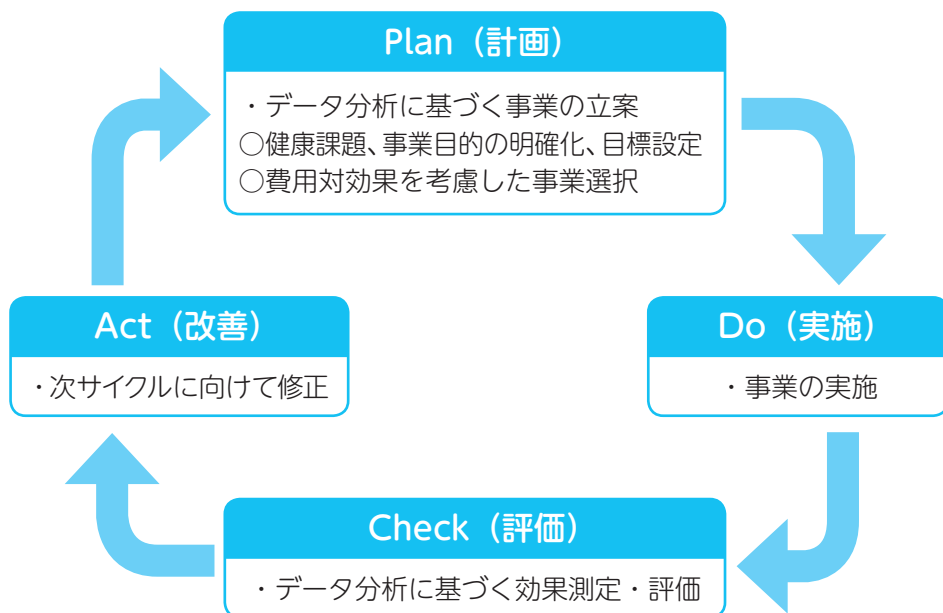 Plan（計画）
・データ分析に基づく事業の立案
○健康課題、事業目的の明確化、目標設定
○費用対効果を考慮した事業選択
Do（実施）
・事業の実施
Check（評価）
・データ分析に基づく効果測定・評価
Act（改善）
・次サイクルに向けて修正